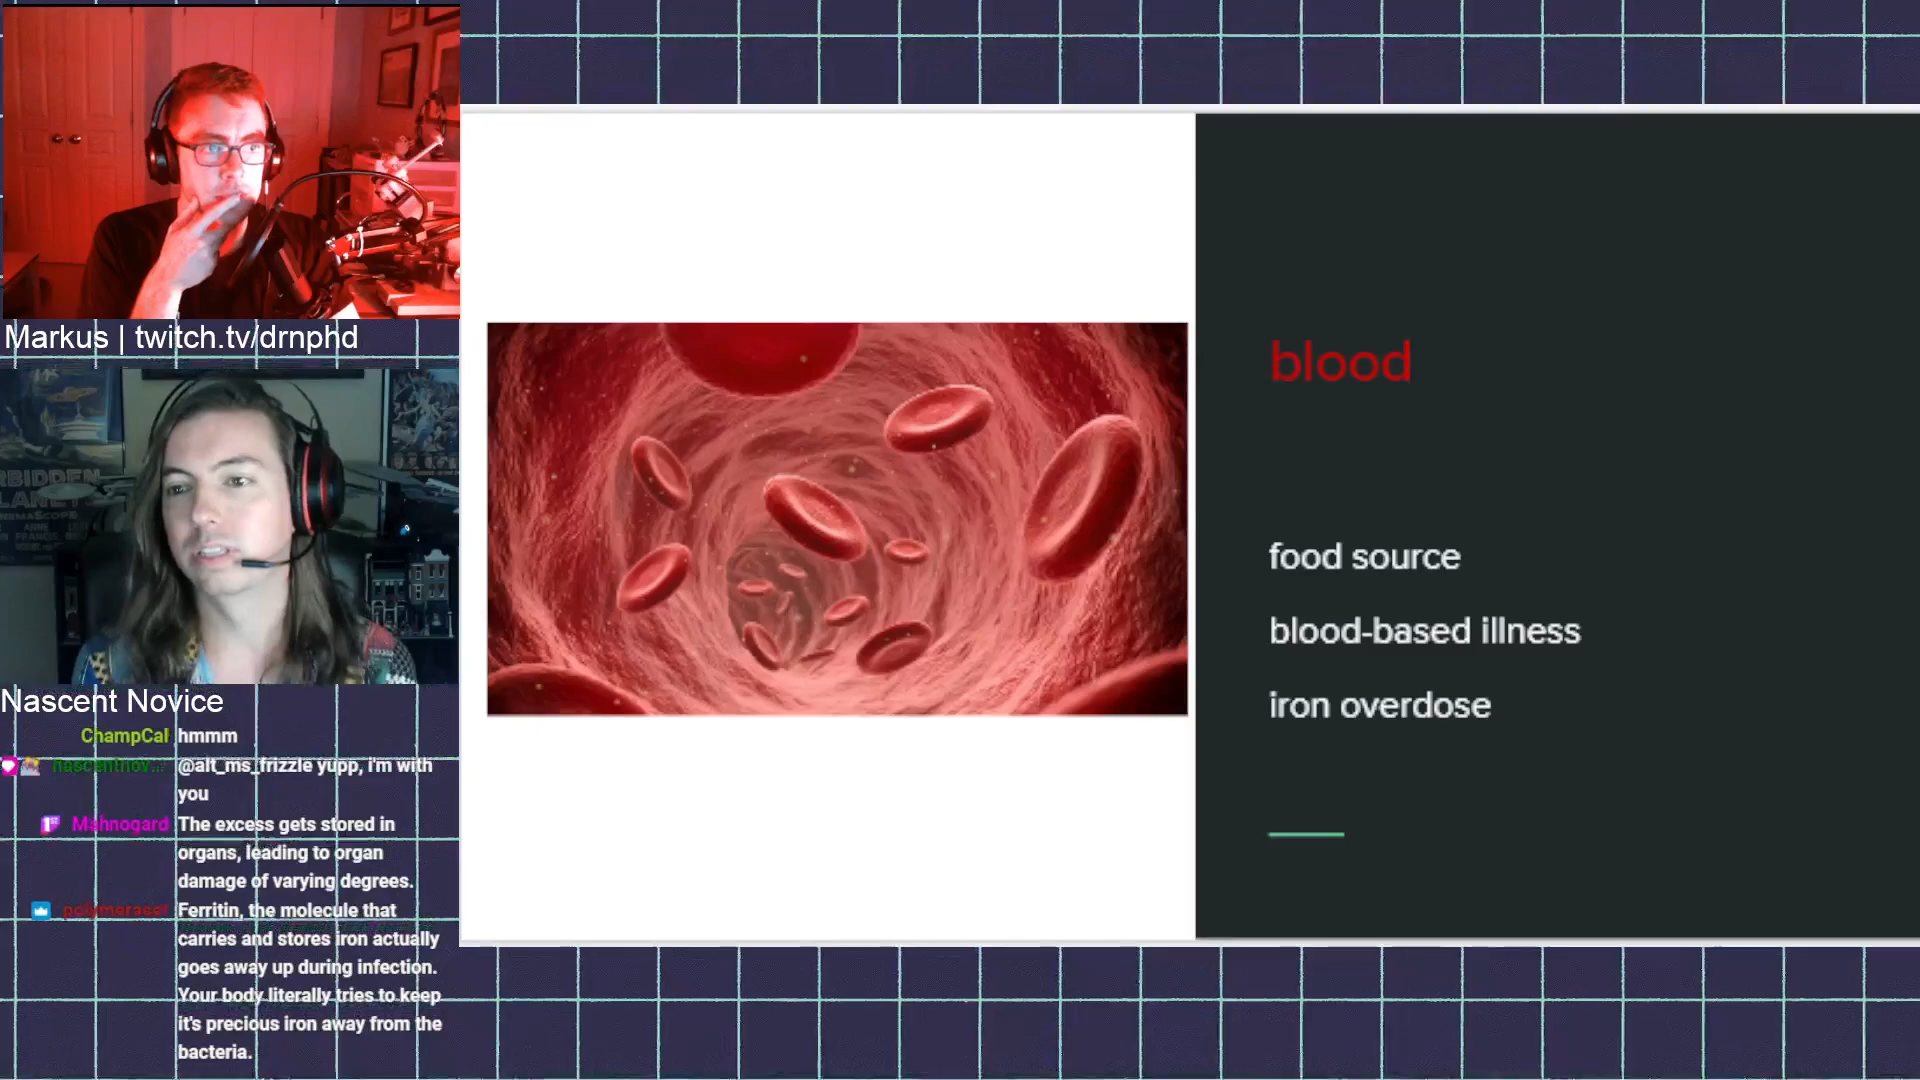 Markus | twitch.tv/drnphd
RBIDDEN
Nascent Novice
ChampCal hmmm
nascentnov... @alt_ms_frizzle yupp, i'm with
you
Mahnogard The excess gets stored in
organs, leading to organ
damage of varying degrees.
Ferritin, the molecule that
carries and stores iron actually
goes away up during infection.
Your body literally tries to keep
it's precious iron away from the
bacteria.
blood
food source
blood-based illness
iron overdose